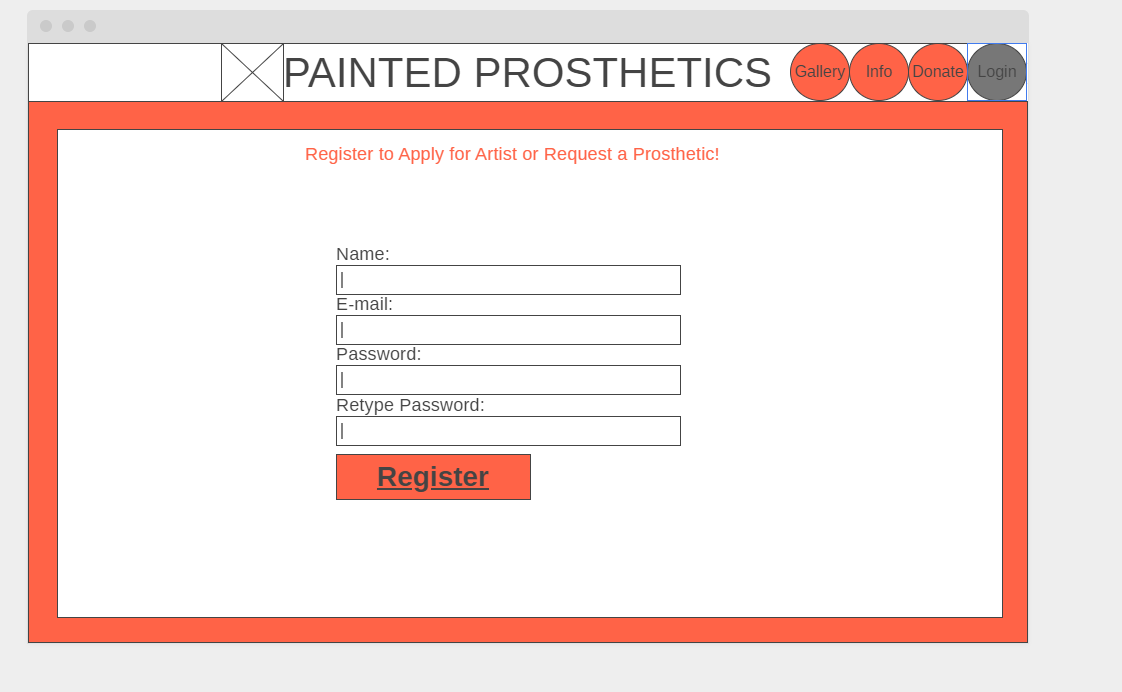 PAINTED PROSTHETICS
Gallery
Info
Donate
Login
Register to Apply for Artist or Request a Prosthetic!
Name:
|
E-mail:
|
Password:
|
Retype Password:
|
Register